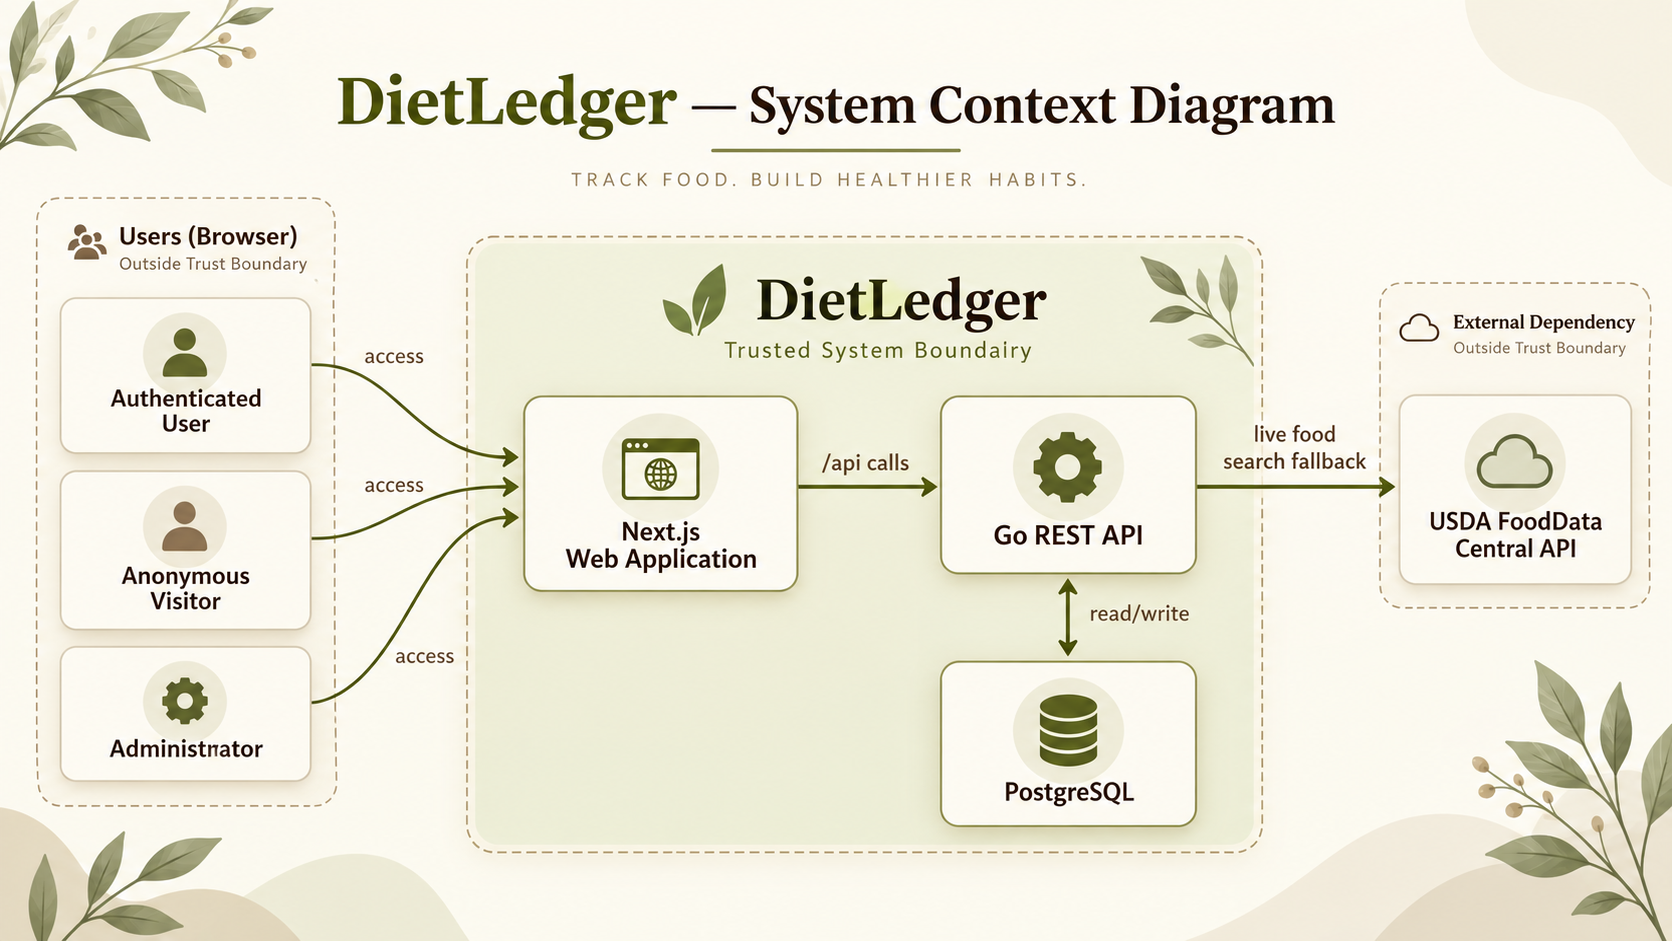 DietLedger — System Context Diagram
TRACK FOOD. BUILD HEALTHIER HABITS.
Users (Browser)
Outside Trust Boundary
Authenticated
User
Anonymous
Visitor
Administrator
access
access
access
DietLedger
Trusted System Boundairy
Next.js
Web Application
/api calls
Go REST API
read/write
PostgreSQL
live food
search fallback
External Dependency
Outside Trust Boundary
USDA FoodData
Central API